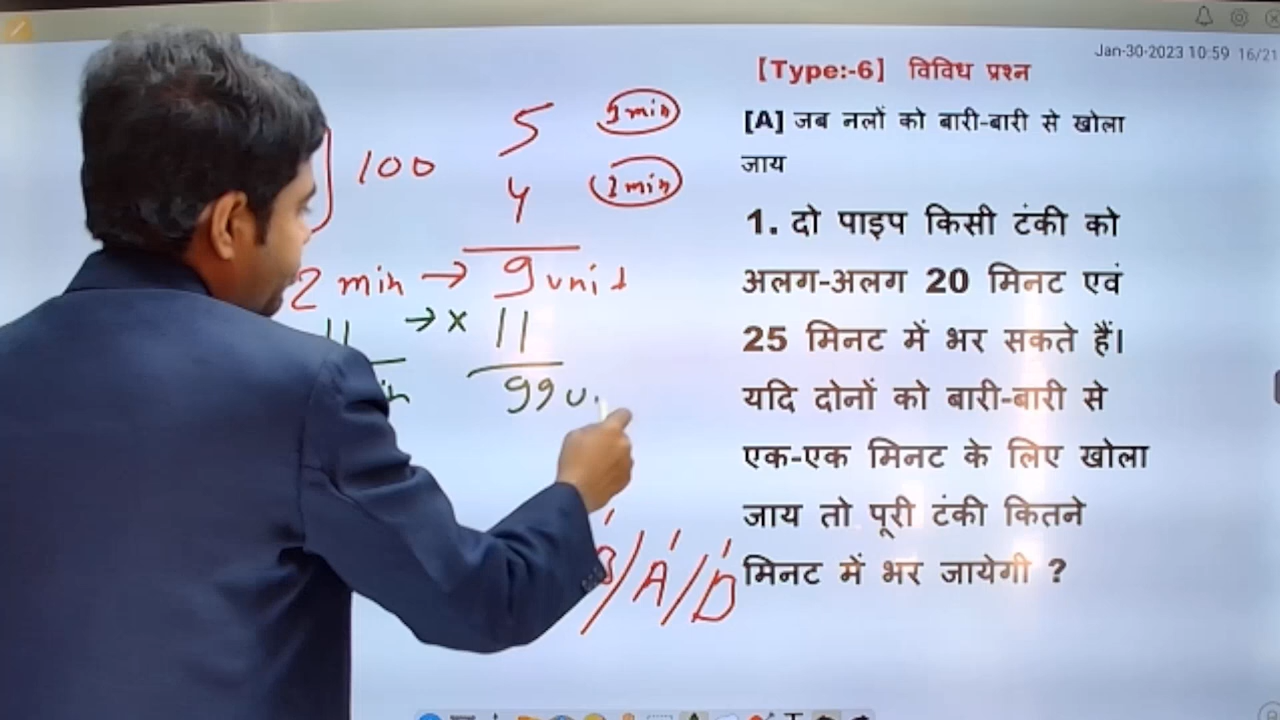 Jan-30-2023 10:59 16/21
【Type:-6】 विविध प्रश्न
[A] जब नलों को बारी-बारी से खोला
जाय
1. दो पाइप किसी टंकी को
अलग-अलग 20 मिनट एवं
25 मिनट में भर सकते हैं।
यदि दोनों को बारी-बारी से
एक-एक मिनट के लिए खोला
जाय तो पूरी टंकी कितने
मिनट में भर जायेगी ?
100
5 1min
4 1min
2 min → 9 unit
11 → × 11
99 u.
B/A/B